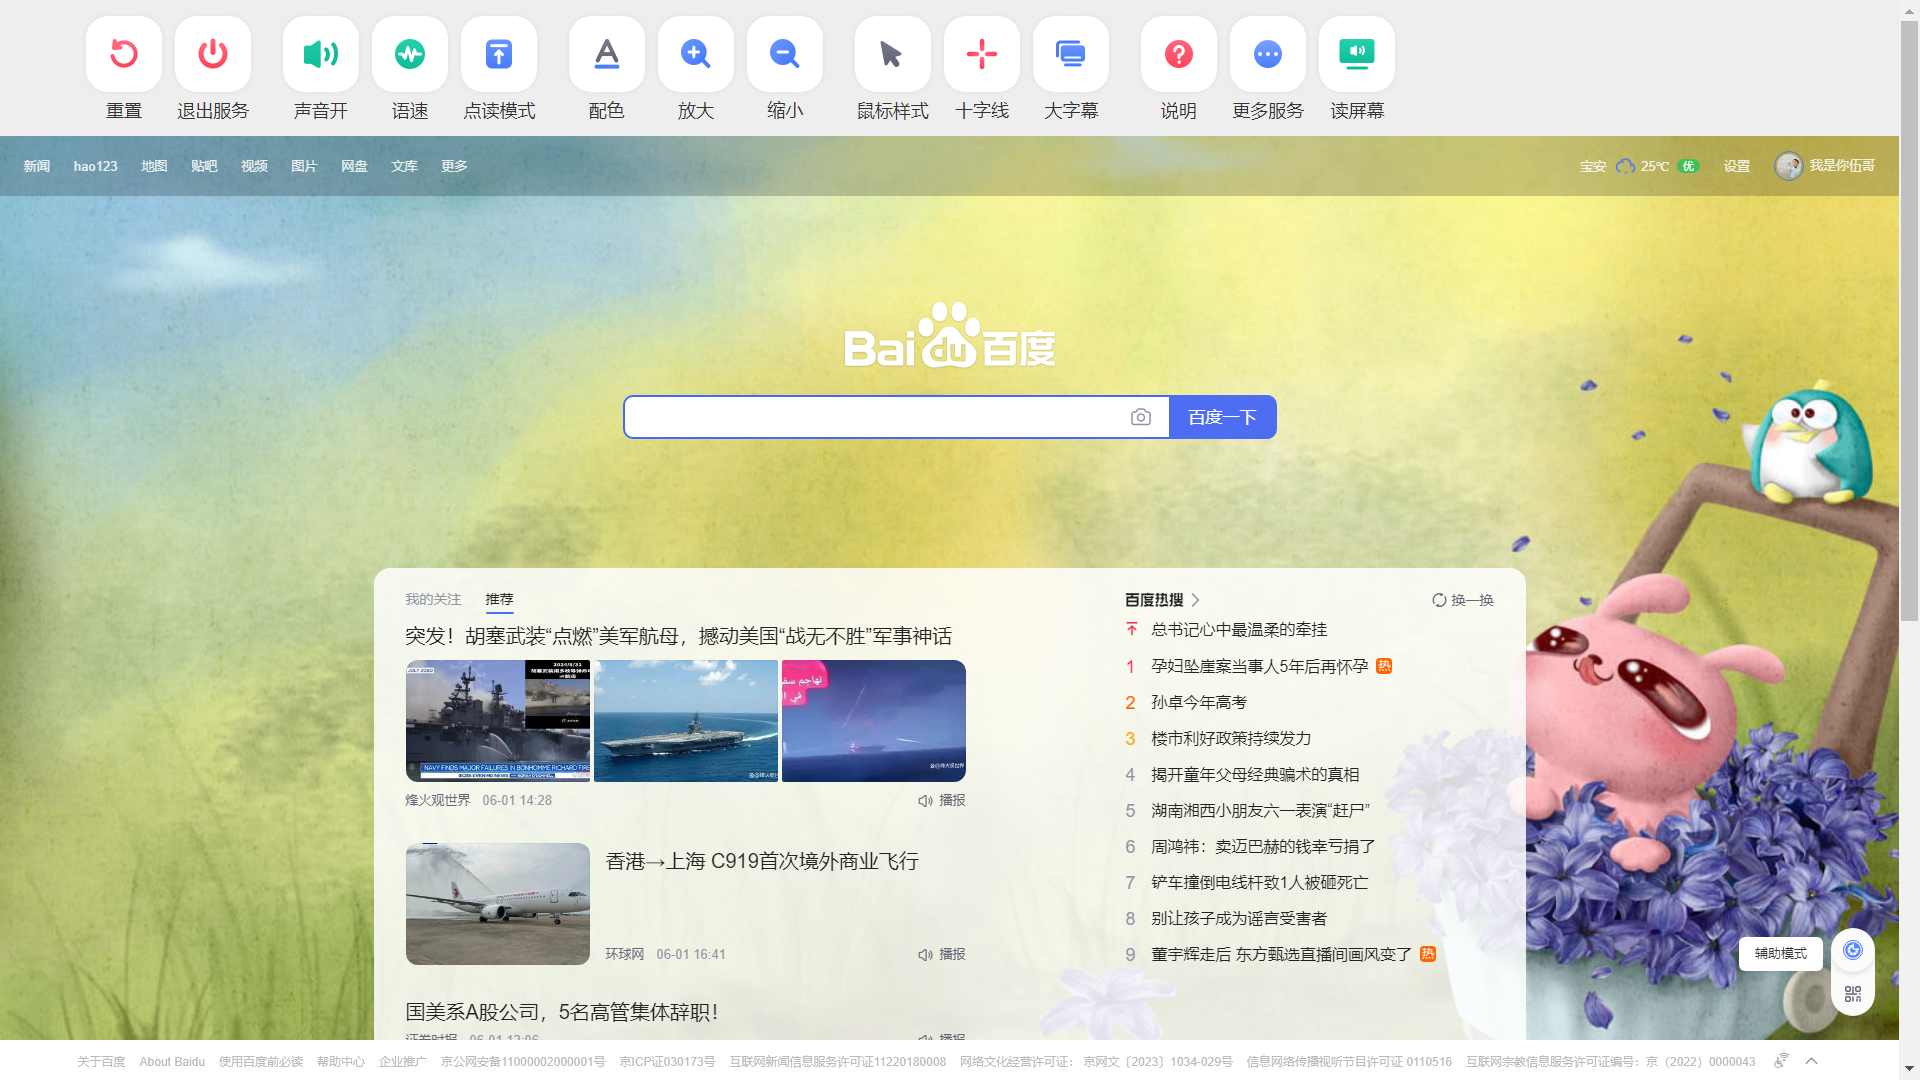 重置 退出服务 声音开 语速 点读模式 配色 放大 缩小 鼠标样式 十字线 大字幕 说明 更多服务 读屏幕
新闻 hao123 地图 贴吧 视频 图片 网盘 文库 更多
宝安 25℃ 优 设置 我是你伍哥
Bai du 百度
百度一下
我的关注 推荐
突发！胡塞武装“点燃”美军航母，撼动美国“战无不胜”军事神话
JULY 2020
NAVY FINDS MAJOR FAILURES IN BONHOMME RICHARD FIRE
CBS EVENING NEWS
2024/5/31
烽火观世界 06-01 14:28 播报
香港→上海 C919首次境外商业飞行
环球网 06-01 16:41 播报
国美系A股公司，5名高管集体辞职！
证券时报 06-01 12:06 播报
百度热搜 换一换
总书记心中最温柔的牵挂
1 孕妇坠崖案当事人5年后再怀孕 热
2 孙卓今年高考
3 楼市利好政策持续发力
4 揭开童年父母经典骗术的真相
5 湖南湘西小朋友六一表演“赶尸”
6 周鸿祎：卖迈巴赫的钱幸亏捐了
7 铲车撞倒电线杆致1人被砸死亡
8 别让孩子成为谣言受害者
9 董宇辉走后 东方甄选直播间画风变了 热
辅助模式
关于百度 About Baidu 使用百度前必读 帮助中心 企业推广 京公网安备11000002000001号 京ICP证030173号 互联网新闻信息服务许可证11220180008 网络文化经营许可证： 京网文〔2023〕1034-029号 信息网络传播视听节目许可证 0110516 互联网宗教信息服务许可证编号：京（2022）0000043